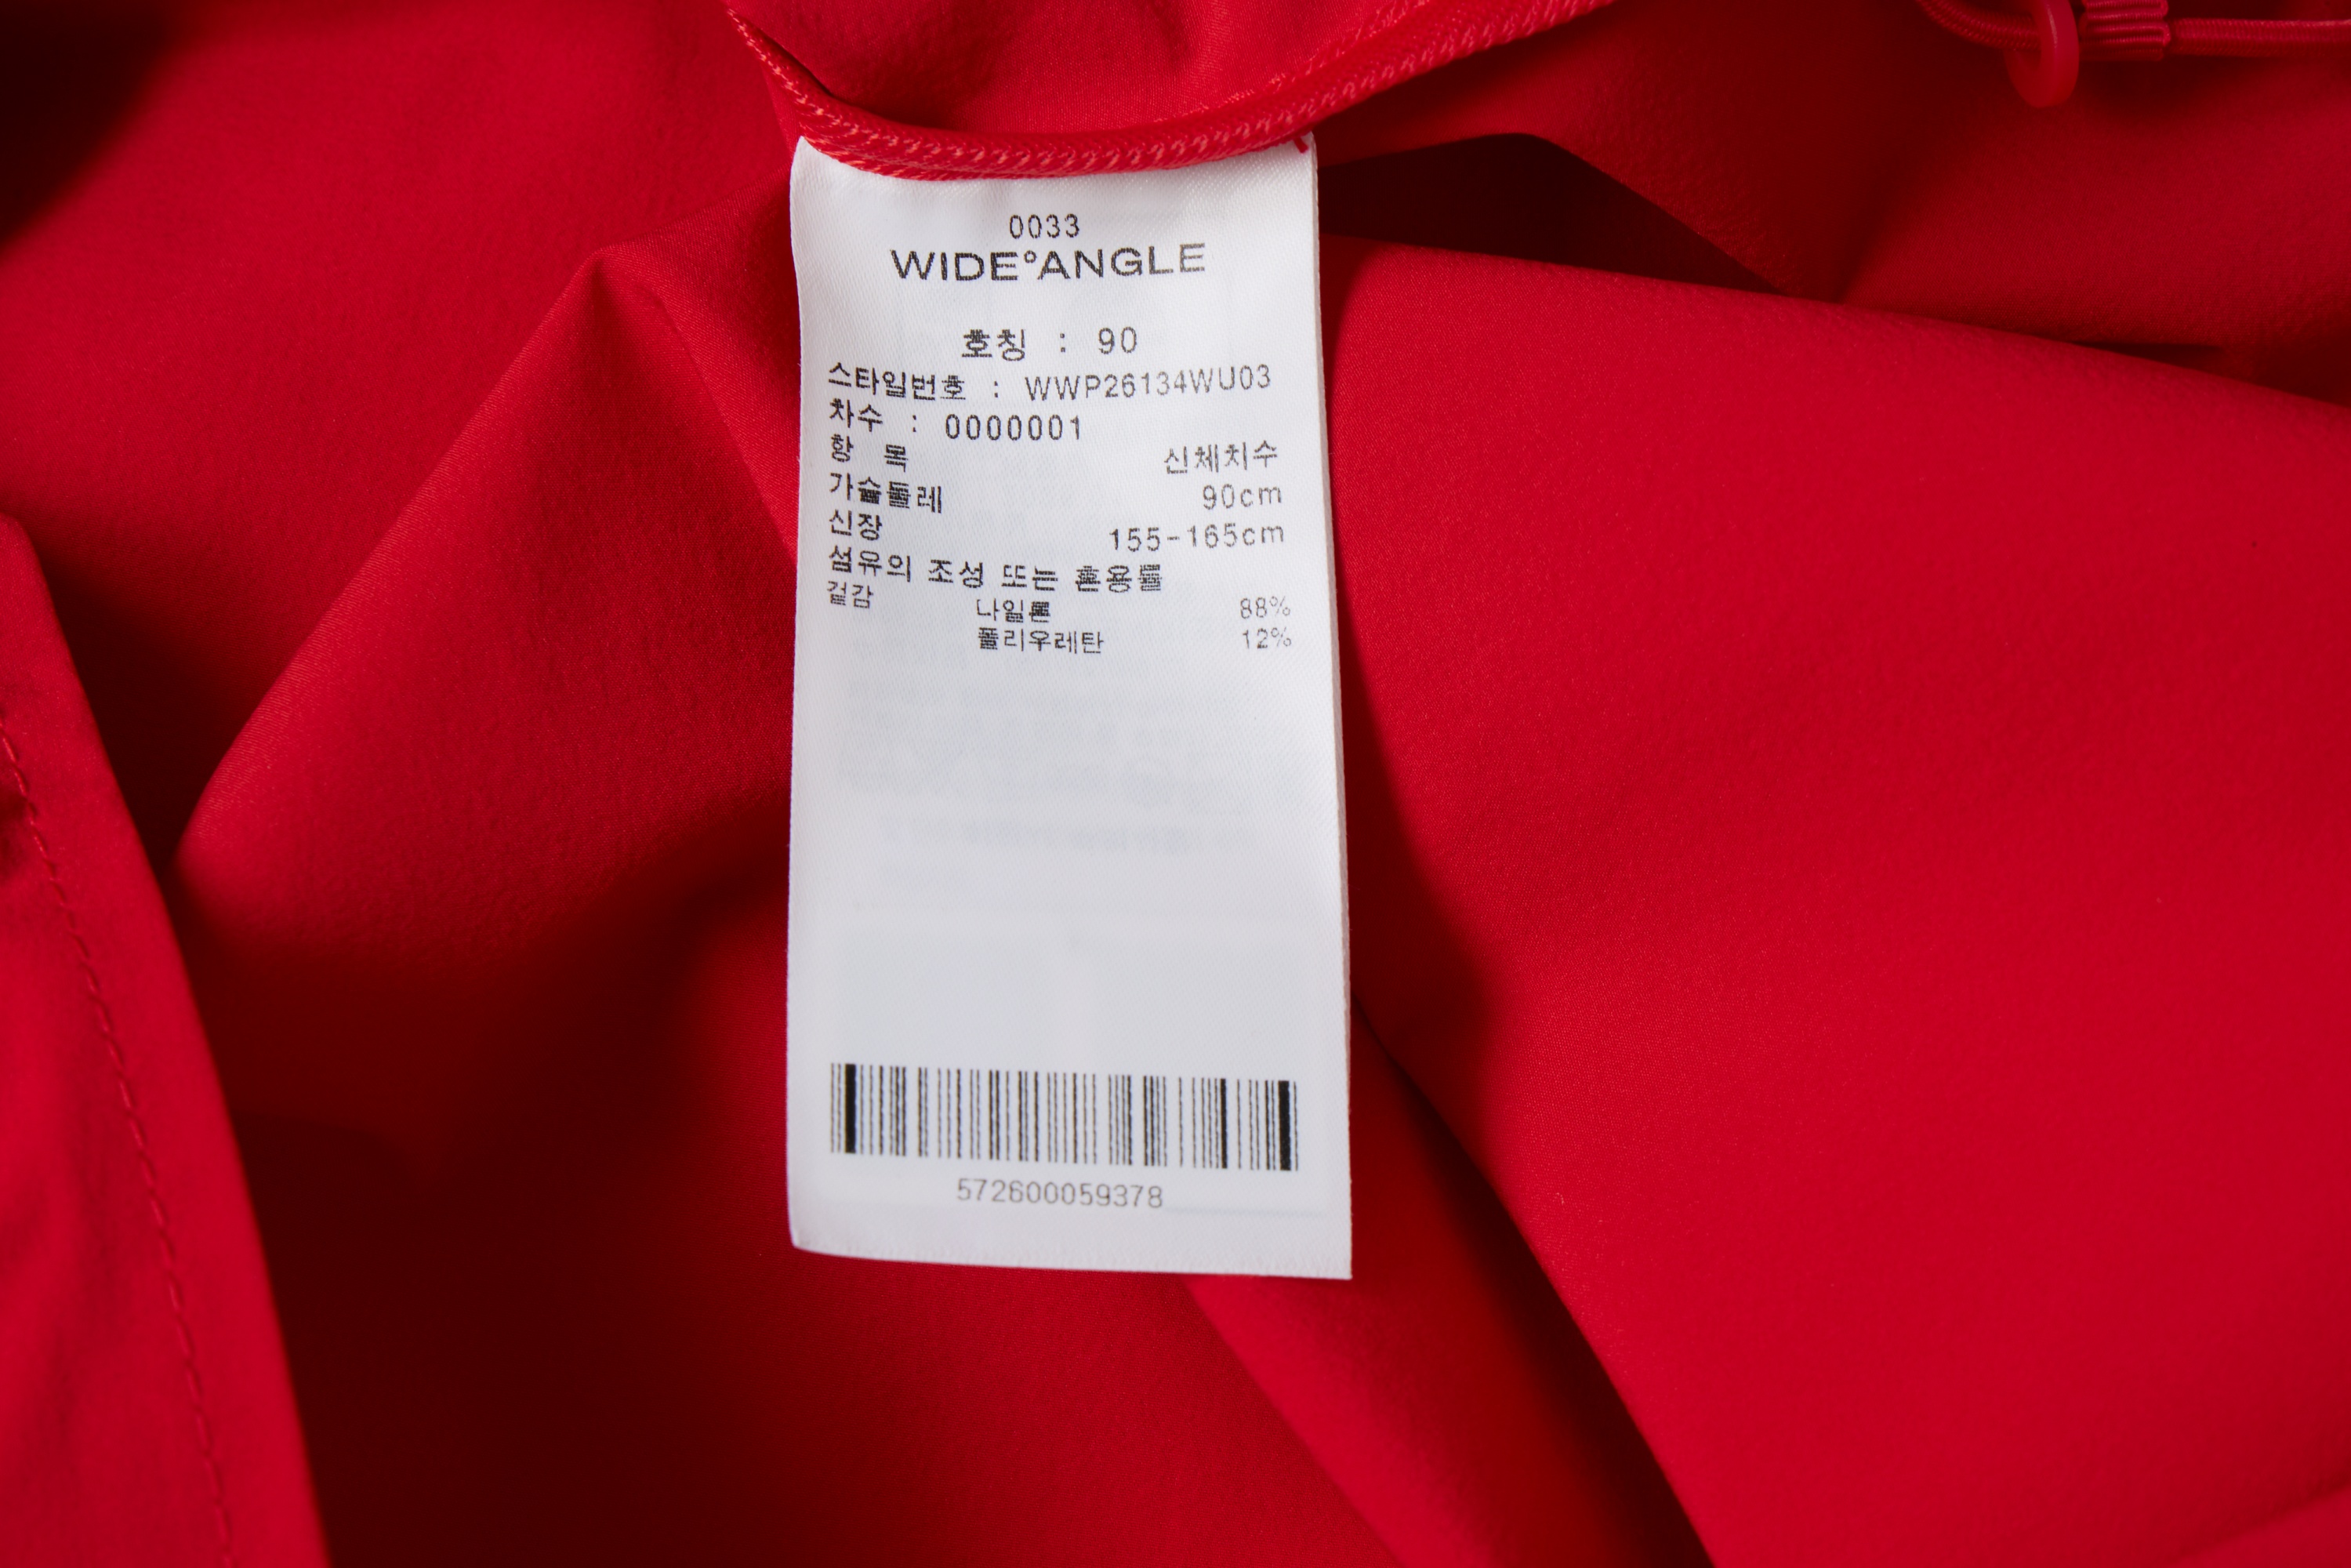 0033
WIDE°ANGLE
호칭 : 90
스타일번호 : WWP26134WU03
차수 : 0000001
항 목 신체치수
가슴둘레 90cm
신장 155-165cm
섬유의 조성 또는 혼용률
겉감 나일론 88%
폴리우레탄 12%
572600059378